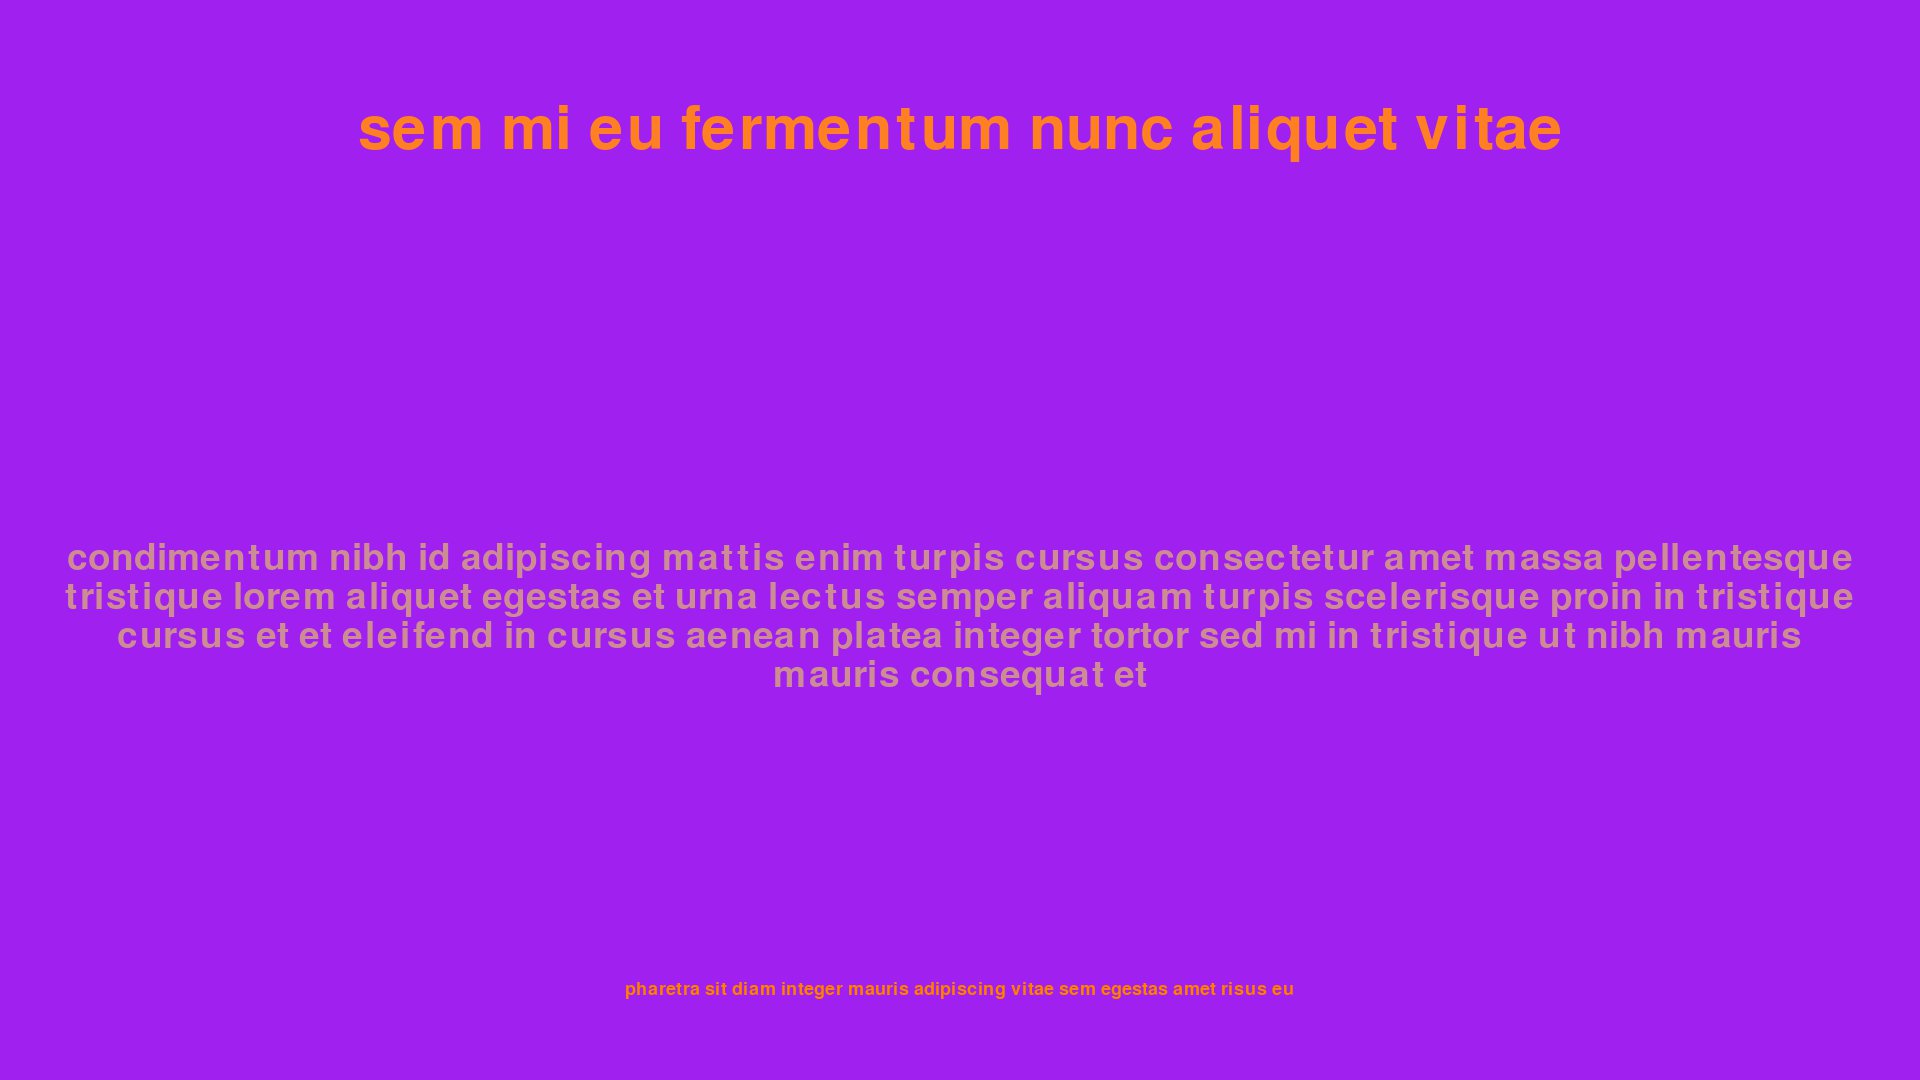 sem mi eu fermentum nunc aliquet vitae
condimentum nibh id adipiscing mattis enim turpis cursus consectetur amet massa pellentesque
tristique lorem aliquet egestas et urna lectus semper aliquam turpis scelerisque proin in tristique
cursus et et eleifend in cursus aenean platea integer tortor sed mi in tristique ut nibh mauris
mauris consequat et
pharetra sit diam integer mauris adipiscing vitae sem egestas amet risus eu